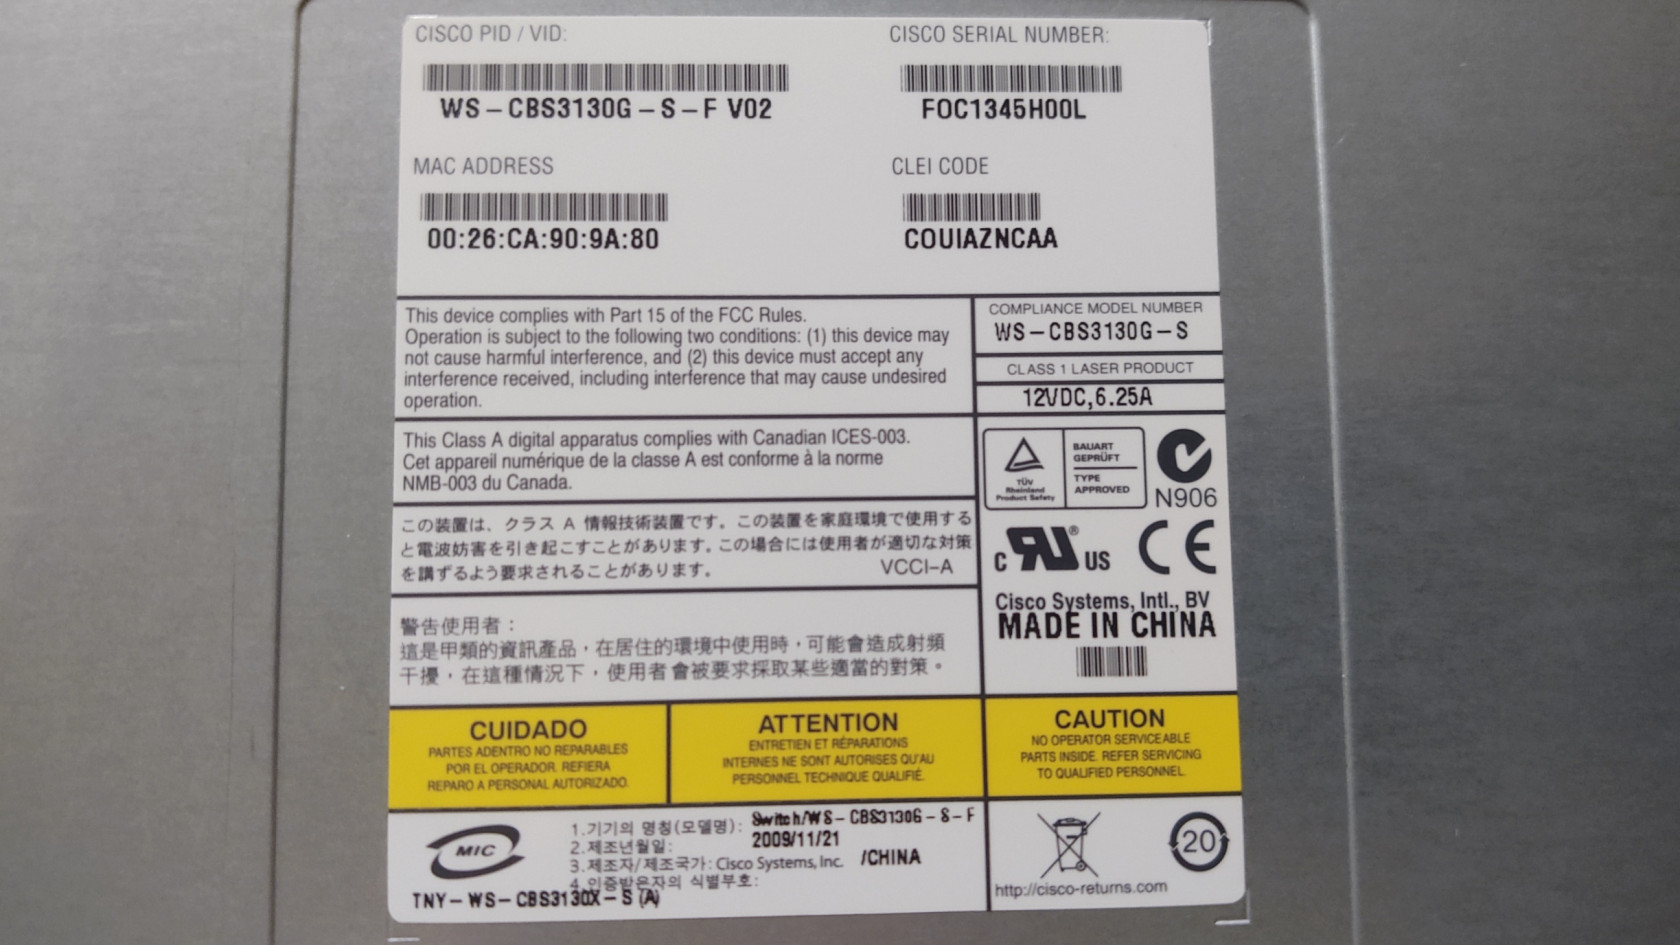 CISCO PID / VID:
CISCO SERIAL NUMBER:
WS-CBS3130G-S-F V02
FOC1345H00L
MAC ADDRESS
CLEI CODE
00:26:CA:90:9A:80
COUIAZNCAA
This device complies with Part 15 of the FCC Rules.
Operation is subject to the following two conditions: (1) this device may
not cause harmful interference, and (2) this device must accept any
interference received, including interference that may cause undesired
operation.
COMPLIANCE MODEL NUMBER
WS-CBS3130G-S
CLASS 1 LASER PRODUCT
12VDC,6.25A
This Class A digital apparatus complies with Canadian ICES-003.
Cet appareil numérique de la classe A est conforme à la norme
NMB-003 du Canada.
TÜV
Rheinland
Product Safety
BAUART
GEPRÜFT
TYPE
APPROVED
N906
この装置は、クラス A 情報技術装置です。この装置を家庭環境で使用する
と電波妨害を引き起こすことがあります。この場合には使用者が適切な対策
を講ずるよう要求されることがあります。
VCCI-A
C RU ® US CE
Cisco Systems, Intl., BV
MADE IN CHINA
警告使用者：
這是甲類的資訊產品，在居住的環境中使用時，可能會造成射頻
干擾，在這種情況下，使用者會被要求採取某些適當的對策。
CUIDADO
PARTES ADENTRO NO REPARABLES
POR EL OPERADOR. REFIERA
REPARO A PERSONAL AUTORIZADO.
ATTENTION
ENTRETIEN ET RÉPARATIONS
INTERNES NE SONT AUTORISES QU'AU
PERSONNEL TECHNIQUE QUALIFIÉ.
CAUTION
NO OPERATOR SERVICEABLE
PARTS INSIDE. REFER SERVICING
TO QUALIFIED PERSONNEL.
MIC
1.기기의 명칭(모델명): Switch/WS-CBS3130G-S-F
2.제조년월일: 2009/11/21
3.제조자/제조국가: Cisco Systems, Inc. /CHINA
4.인증받은자의 식별부호:
TNY-WS-CBS3130X-S (A)
20
http://cisco-returns.com